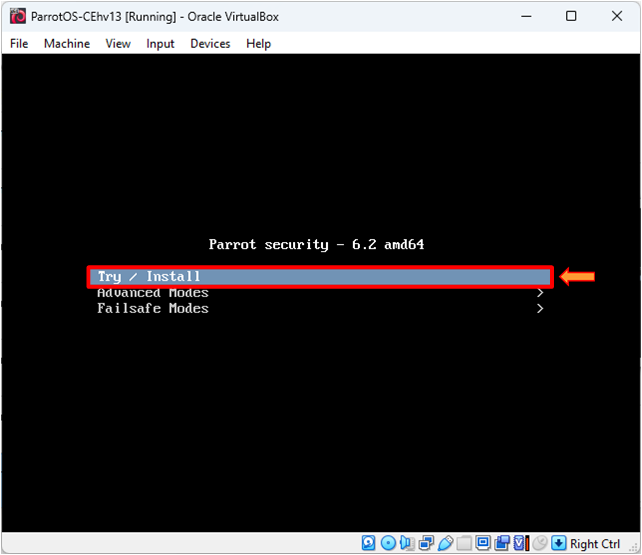 ParrotOS-CEhv13 [Running] - Oracle VirtualBox
File Machine View Input Devices Help
Parrot security - 6.2 amd64
Try / Install
Advanced Modes >
Failsafe Modes >
Right Ctrl